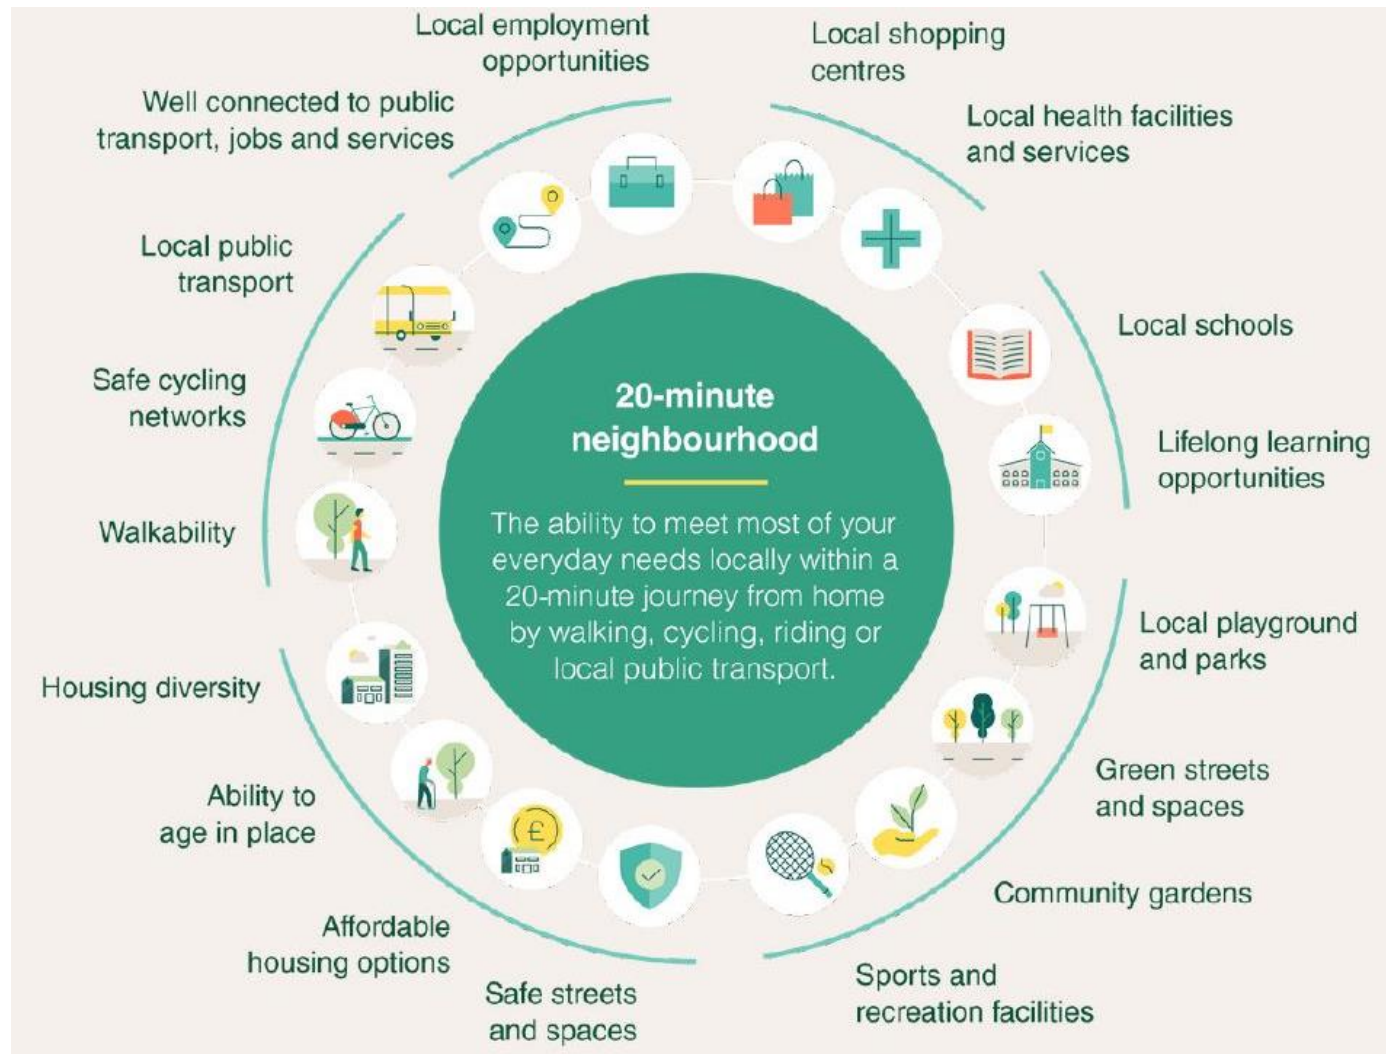 Local employment
opportunities
Local shopping
centres
Well connected to public
transport, jobs and services
Local health facilities
and services
Local public
transport
Local schools
Safe cycling
networks
Lifelong learning
opportunities
20-minute
neighbourhood
The ability to meet most of your
everyday needs locally within a
20-minute journey from home
by walking, cycling, riding or
local public transport.
Walkability
Local playground
and parks
Housing diversity
Green streets
and spaces
Ability to
age in place
£
Community gardens
Affordable
housing options
Sports and
recreation facilities
Safe streets
and spaces